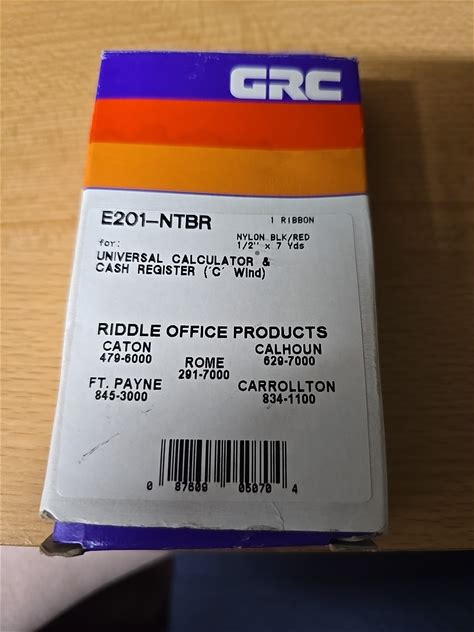 GRC
E201-NTBR 1 RIBBON
NYLON BLK/RED
for: 1/2" x 7 Yds
UNIVERSAL CALCULATOR &
CASH REGISTER ('C' Wind)
RIDDLE OFFICE PRODUCTS
CATON CALHOUN
479-6000 629-7000
ROME
291-7000
FT. PAYNE CARROLLTON
845-3000 834-1100
0 87609 05070 4